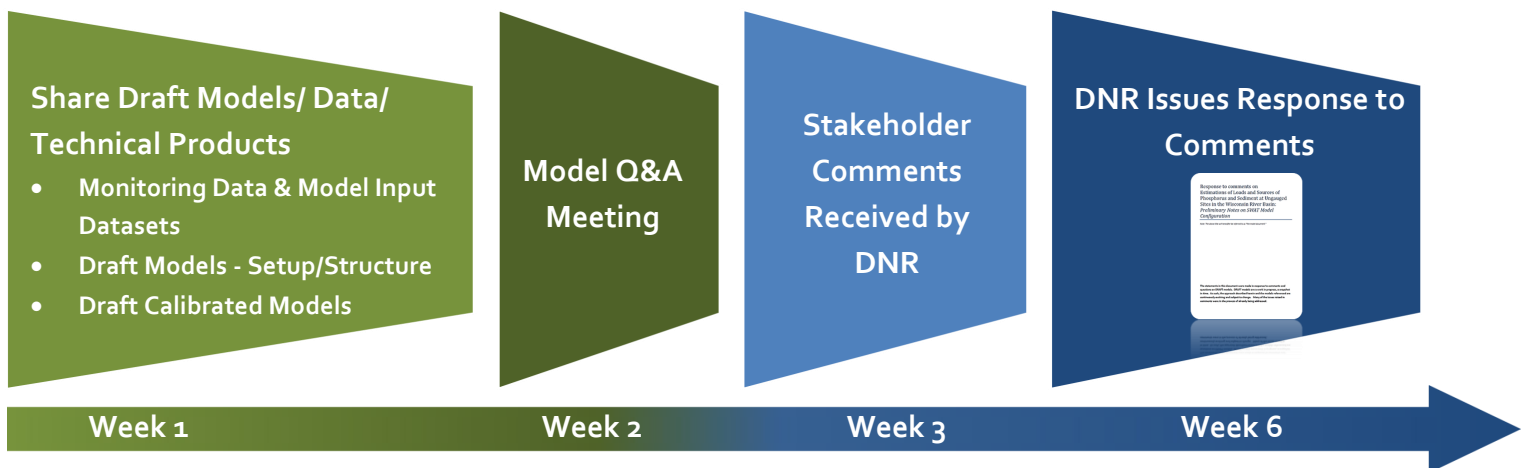 Share Draft Models/ Data/
Technical Products
• Monitoring Data & Model Input
Datasets
• Draft Models - Setup/Structure
• Draft Calibrated Models
Model Q&A
Meeting
Stakeholder
Comments
Received by
DNR
DNR Issues Response to
Comments
Response to comments on
Estimations of Loads and Sources of
Phosphorus and Sediment at Ungauged
Sites in the Wisconsin River Basin:
Preliminary Notes on SWAT Model
Configuration
Week 1
Week 2
Week 3
Week 6